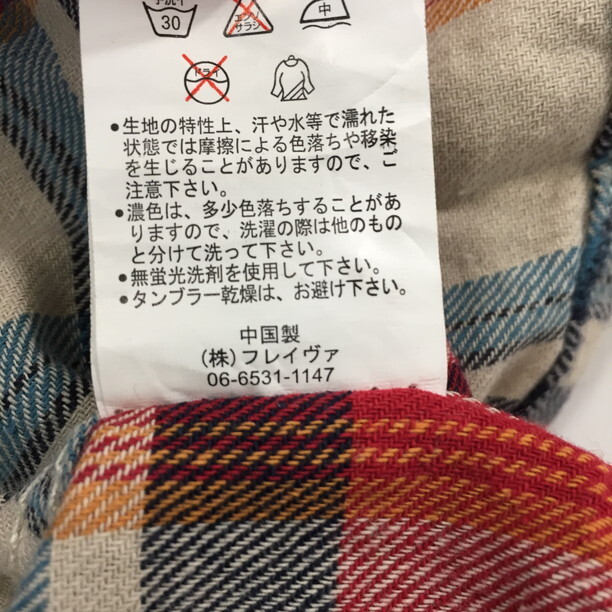 手洗イ
30
エンソ
サラシ
中
ドライ
●生地の特性上、汗や水等で濡れた
状態では摩擦による色落ちや移染
を生じることがありますので、ご
注意下さい。
●濃色は、多少色落ちすることがあ
りますので、洗濯の際は他のもの
と分けて洗って下さい。
●無蛍光洗剤を使用して下さい。
●タンブラー乾燥は、お避け下さい。
中国製
(株)フレイヴァ
06-6531-1147